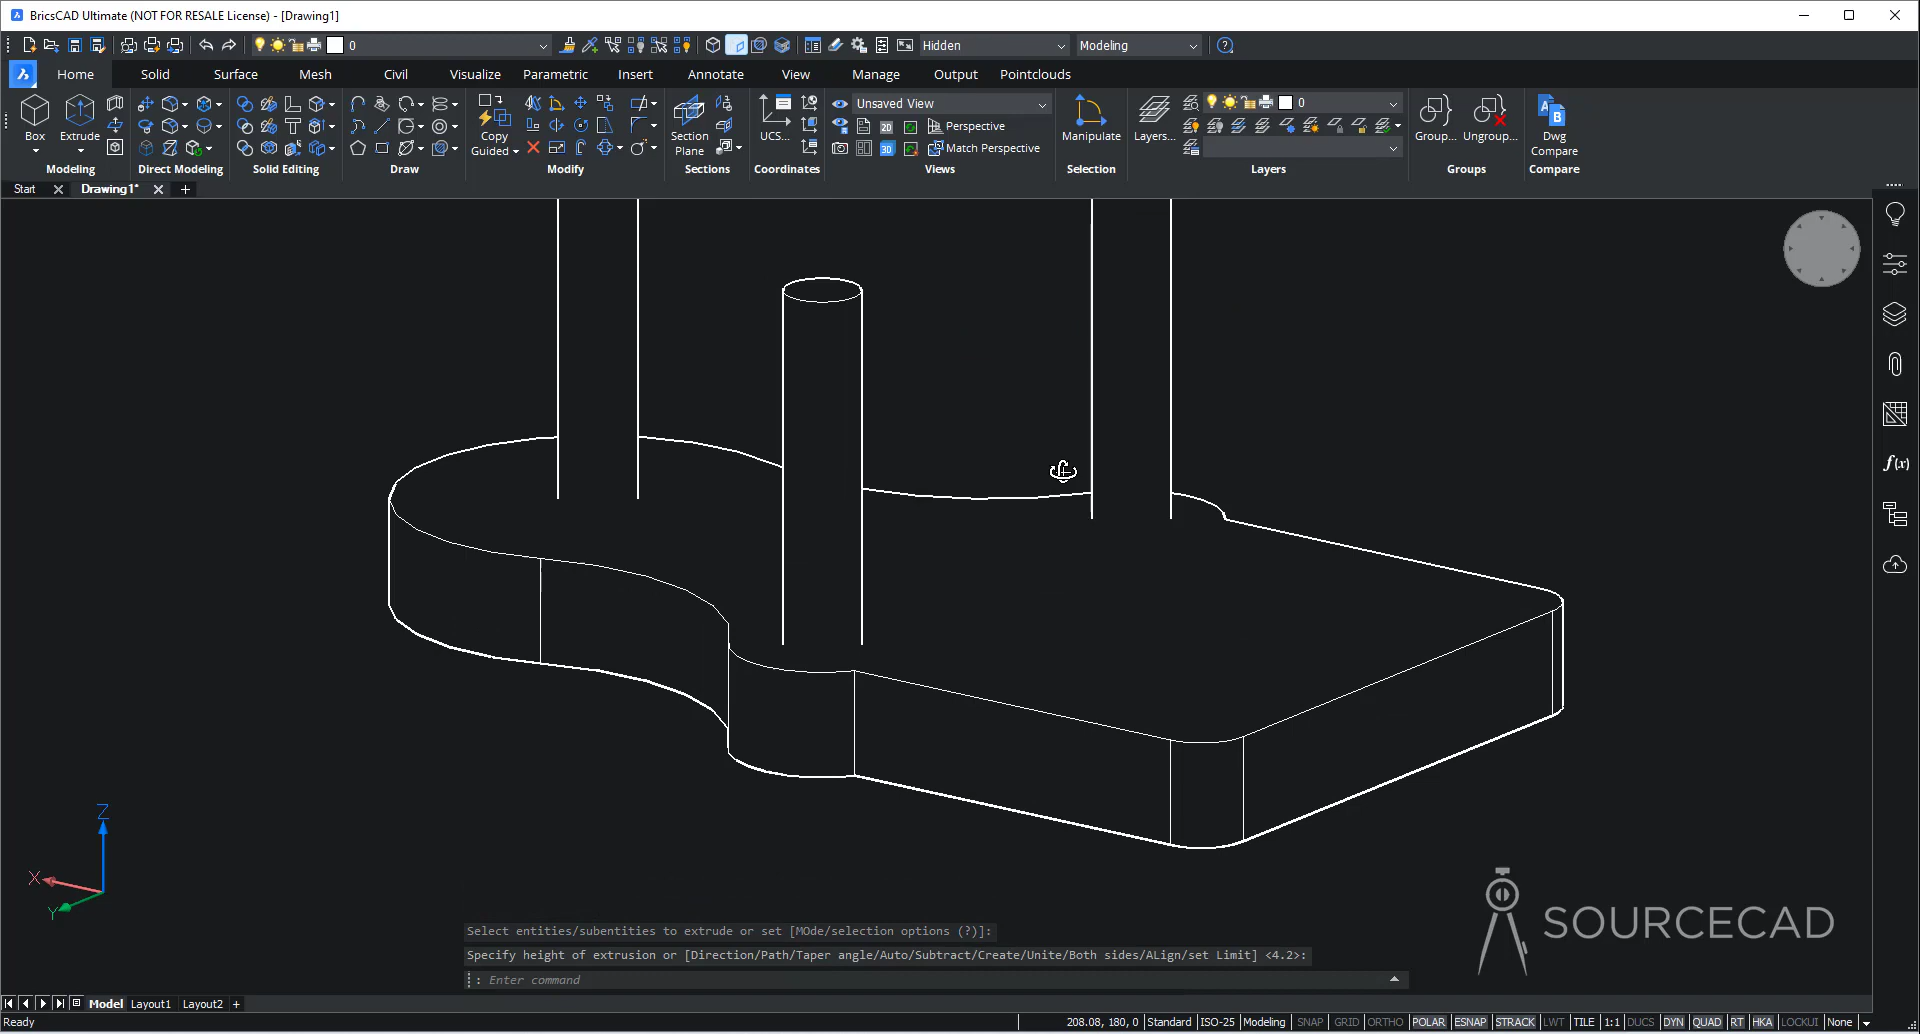 BricsCAD Ultimate (NOT FOR RESALE License) - [Drawing1]
0 Hidden Modeling
Home Solid Surface Mesh Civil Visualize Parametric Insert Annotate View Manage Output Pointclouds
Unsaved View 0
2D Perspective
Box Extrude Copy Section UCS... Manipulate Layers... Group... Ungroup... Dwg
Guided Plane 3D Match Perspective Compare
Modeling Direct Modeling Solid Editing Draw Modify Sections Coordinates Views Selection Layers Groups Compare
Start Drawing1*
f(x)
Z
X
Y
SOURCECAD
Select entities/subentities to extrude or set [MOde/selection options (?)]:
Specify height of extrusion or [Direction/Path/Taper angle/Auto/Subtract/Create/Unite/Both sides/ALign/set Limit] <4.2>:
: Enter command
Model Layout1 Layout2 +
Ready 208.08, 180, 0 Standard ISO-25 Modeling SNAP GRID ORTHO POLAR ESNAP STRACK LWT TILE 1:1 DUCS DYN QUAD RT HKA LOCKUI None